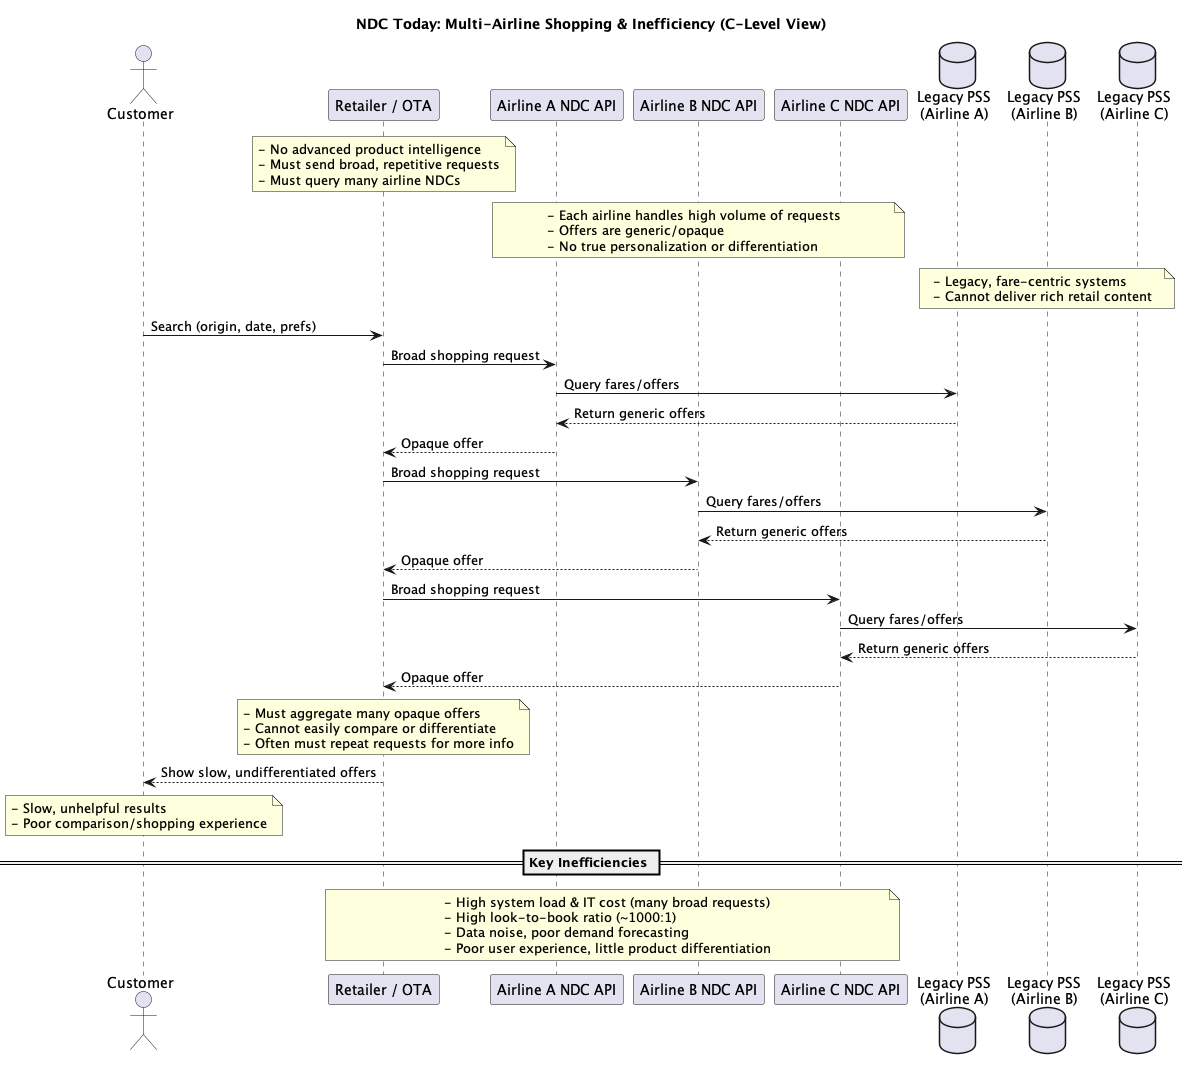 NDC Today: Multi-Airline Shopping & Inefficiency (C-Level View)
Customer
Retailer / OTA
Airline A NDC API
Airline B NDC API
Airline C NDC API
Legacy PSS
(Airline A)
Legacy PSS
(Airline B)
Legacy PSS
(Airline C)
- No advanced product intelligence
- Must send broad, repetitive requests
- Must query many airline NDCs
- Each airline handles high volume of requests
- Offers are generic/opaque
- No true personalization or differentiation
- Legacy, fare-centric systems
- Cannot deliver rich retail content
Search (origin, date, prefs)
Broad shopping request
Query fares/offers
Return generic offers
Opaque offer
Broad shopping request
Query fares/offers
Return generic offers
Opaque offer
Broad shopping request
Query fares/offers
Return generic offers
Opaque offer
- Must aggregate many opaque offers
- Cannot easily compare or differentiate
- Often must repeat requests for more info
Show slow, undifferentiated offers
- Slow, unhelpful results
- Poor comparison/shopping experience
Key Inefficiencies
- High system load & IT cost (many broad requests)
- High look-to-book ratio (~1000:1)
- Data noise, poor demand forecasting
- Poor user experience, little product differentiation
Customer
Retailer / OTA
Airline A NDC API
Airline B NDC API
Airline C NDC API
Legacy PSS
(Airline A)
Legacy PSS
(Airline B)
Legacy PSS
(Airline C)